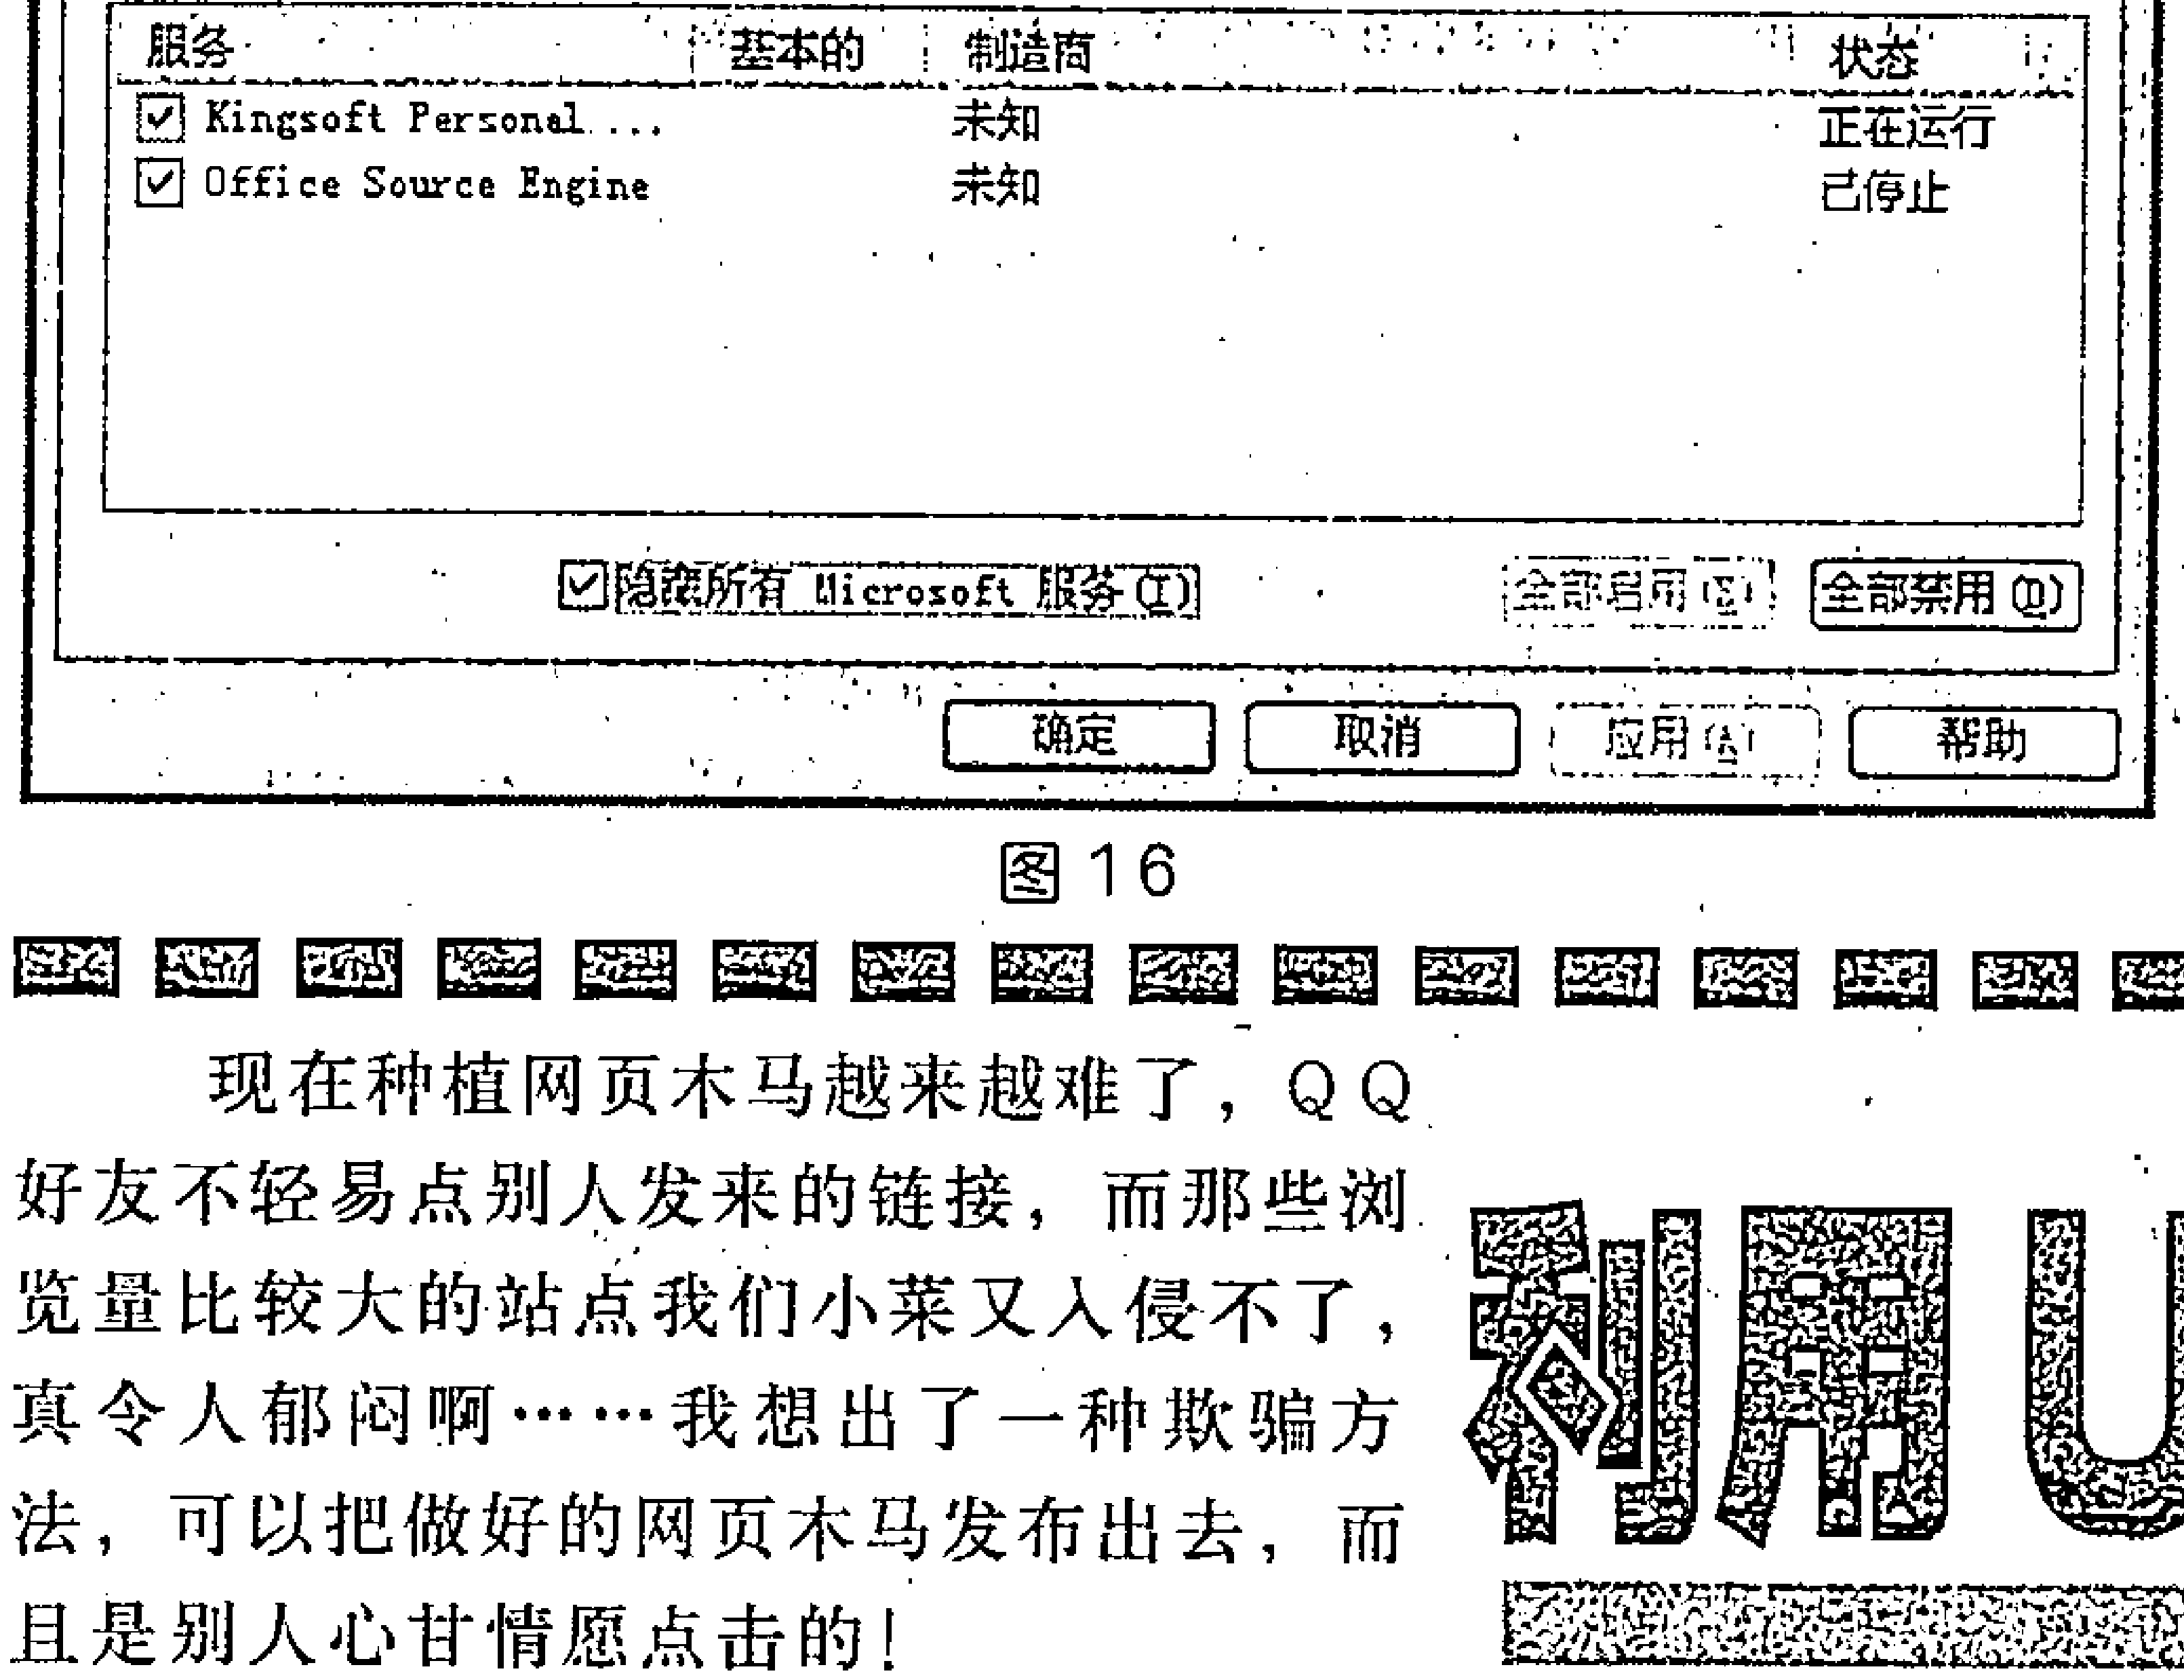 服务 基本的 制造商 状态
Kingsoft Personal... 未知 正在运行
Office Source Engine 未知 已停止
隐藏所有 Microsoft 服务(I) 全部启用(E) 全部禁用(D)
确定 取消 应用(A) 帮助
图 16
现在种植网页木马越来越难了，QQ
好友不轻易点别人发来的链接，而那些浏
览量比较大的站点我们小菜又入侵不了，
真令人郁闷啊……我想出了一种欺骗方
法，可以把做好的网页木马发布出去，而
且是别人心甘情愿点击的！
利用 U